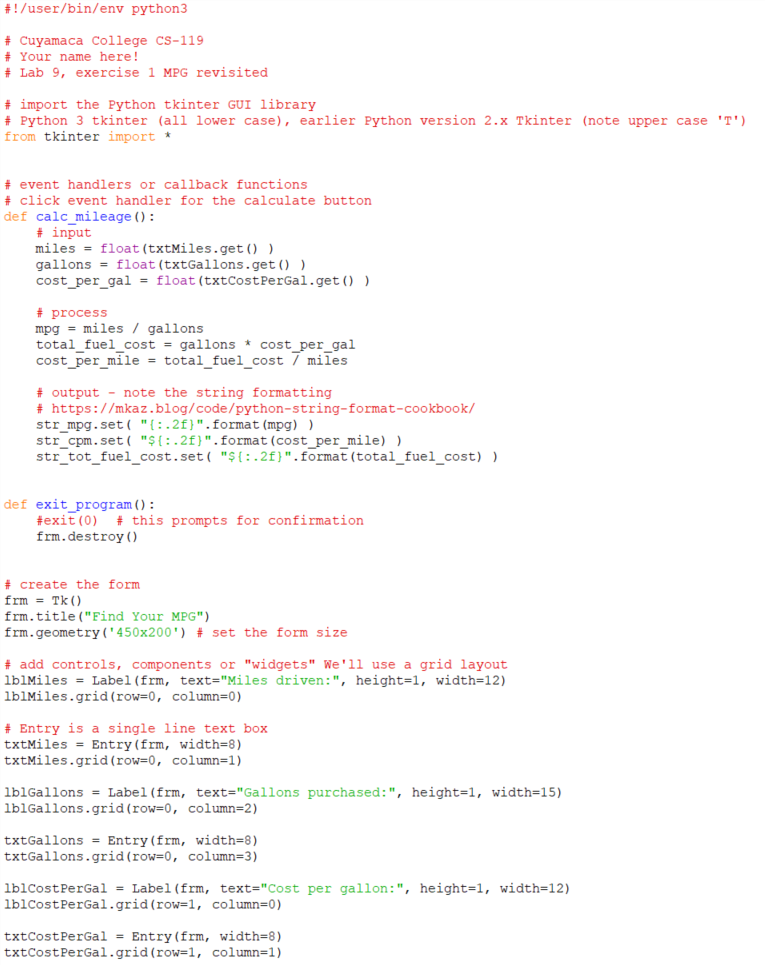 #!/user/bin/env python3
# Cuyamaca College CS-119
# Your name here!
# Lab 9, exercise 1 MPG revisited
# import the Python tkinter GUI library
# Python 3 tkinter (all lower case), earlier Python version 2.x Tkinter (note upper case 'T')
from tkinter import *
# event handlers or callback functions
# click event handler for the calculate button
def calc_mileage():
    # input
    miles = float(txtMiles.get() )
    gallons = float(txtGallons.get() )
    cost_per_gal = float(txtCostPerGal.get() )
    # process
    mpg = miles / gallons
    total_fuel_cost = gallons * cost_per_gal
    cost_per_mile = total_fuel_cost / miles
    # output - note the string formatting
    # https://mkaz.blog/code/python-string-format-cookbook/
    str_mpg.set( "{:.2f}".format(mpg) )
    str_cpm.set( "${:.2f}".format(cost_per_mile) )
    str_tot_fuel_cost.set( "${:.2f}".format(total_fuel_cost) )
def exit_program():
    #exit(0)  # this prompts for confirmation
    frm.destroy()
# create the form
frm = Tk()
frm.title("Find Your MPG")
frm.geometry('450x200') # set the form size
# add controls, components or "widgets" We'll use a grid layout
lblMiles = Label(frm, text="Miles driven:", height=1, width=12)
lblMiles.grid(row=0, column=0)
# Entry is a single line text box
txtMiles = Entry(frm, width=8)
txtMiles.grid(row=0, column=1)
lblGallons = Label(frm, text="Gallons purchased:", height=1, width=15)
lblGallons.grid(row=0, column=2)
txtGallons = Entry(frm, width=8)
txtGallons.grid(row=0, column=3)
lblCostPerGal = Label(frm, text="Cost per gallon:", height=1, width=12)
lblCostPerGal.grid(row=1, column=0)
txtCostPerGal = Entry(frm, width=8)
txtCostPerGal.grid(row=1, column=1)